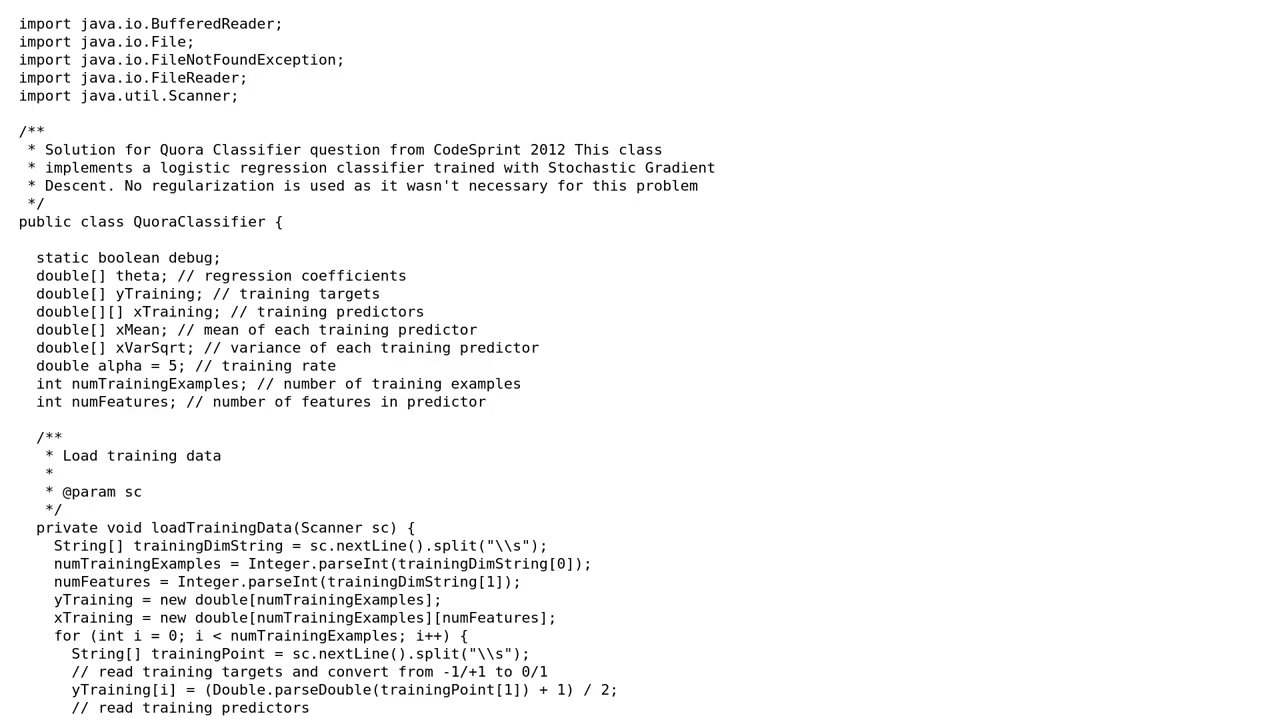 import java.io.BufferedReader;
import java.io.File;
import java.io.FileNotFoundException;
import java.io.FileReader;
import java.util.Scanner;

/**
 * Solution for Quora Classifier question from CodeSprint 2012 This class
 * implements a logistic regression classifier trained with Stochastic Gradient
 * Descent. No regularization is used as it wasn't necessary for this problem
 */
public class QuoraClassifier {

  static boolean debug;
  double[] theta; // regression coefficients
  double[] yTraining; // training targets
  double[][] xTraining; // training predictors
  double[] xMean; // mean of each training predictor
  double[] xVarSqrt; // variance of each training predictor
  double alpha = 5; // training rate
  int numTrainingExamples; // number of training examples
  int numFeatures; // number of features in predictor

  /**
   * Load training data
   *
   * @param sc
   */
  private void loadTrainingData(Scanner sc) {
    String[] trainingDimString = sc.nextLine().split("\\s");
    numTrainingExamples = Integer.parseInt(trainingDimString[0]);
    numFeatures = Integer.parseInt(trainingDimString[1]);
    yTraining = new double[numTrainingExamples];
    xTraining = new double[numTrainingExamples][numFeatures];
    for (int i = 0; i < numTrainingExamples; i++) {
      String[] trainingPoint = sc.nextLine().split("\\s");
      // read training targets and convert from -1/+1 to 0/1
      yTraining[i] = (Double.parseDouble(trainingPoint[1]) + 1) / 2;
      // read training predictors